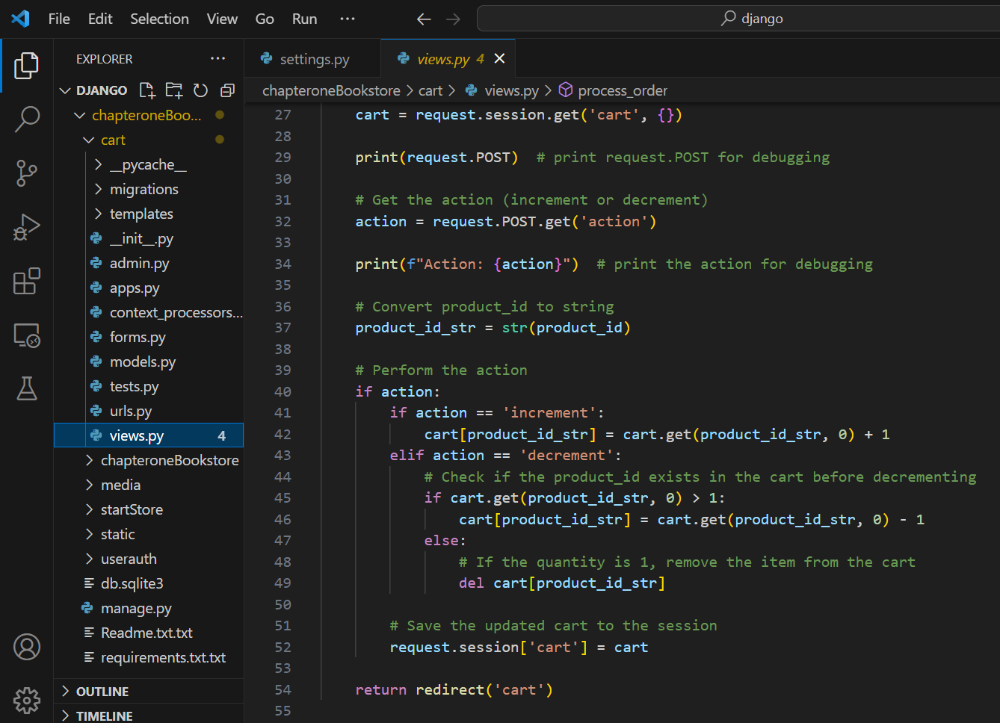 File Edit Selection View Go Run ···
django
EXPLORER ···
DJANGO
chapteroneBoo...
cart
__pycache__
migrations
templates
__init__.py
admin.py
apps.py
context_processors...
forms.py
models.py
tests.py
urls.py
views.py 4
chapteroneBookstore
media
startStore
static
userauth
db.sqlite3
manage.py
Readme.txt.txt
requirements.txt.txt
OUTLINE
TIMELINE
settings.py
views.py 4
chapteroneBookstore > cart > views.py > process_order
27 cart = request.session.get('cart', {})
28
29 print(request.POST)  # print request.POST for debugging
30
31 # Get the action (increment or decrement)
32 action = request.POST.get('action')
33
34 print(f"Action: {action}")  # print the action for debugging
35
36 # Convert product_id to string
37 product_id_str = str(product_id)
38
39 # Perform the action
40 if action:
41     if action == 'increment':
42         cart[product_id_str] = cart.get(product_id_str, 0) + 1
43     elif action == 'decrement':
44         # Check if the product_id exists in the cart before decrementing
45         if cart.get(product_id_str, 0) > 1:
46             cart[product_id_str] = cart.get(product_id_str, 0) - 1
47         else:
48             # If the quantity is 1, remove the item from the cart
49             del cart[product_id_str]
50
51     # Save the updated cart to the session
52     request.session['cart'] = cart
53
54 return redirect('cart')
55